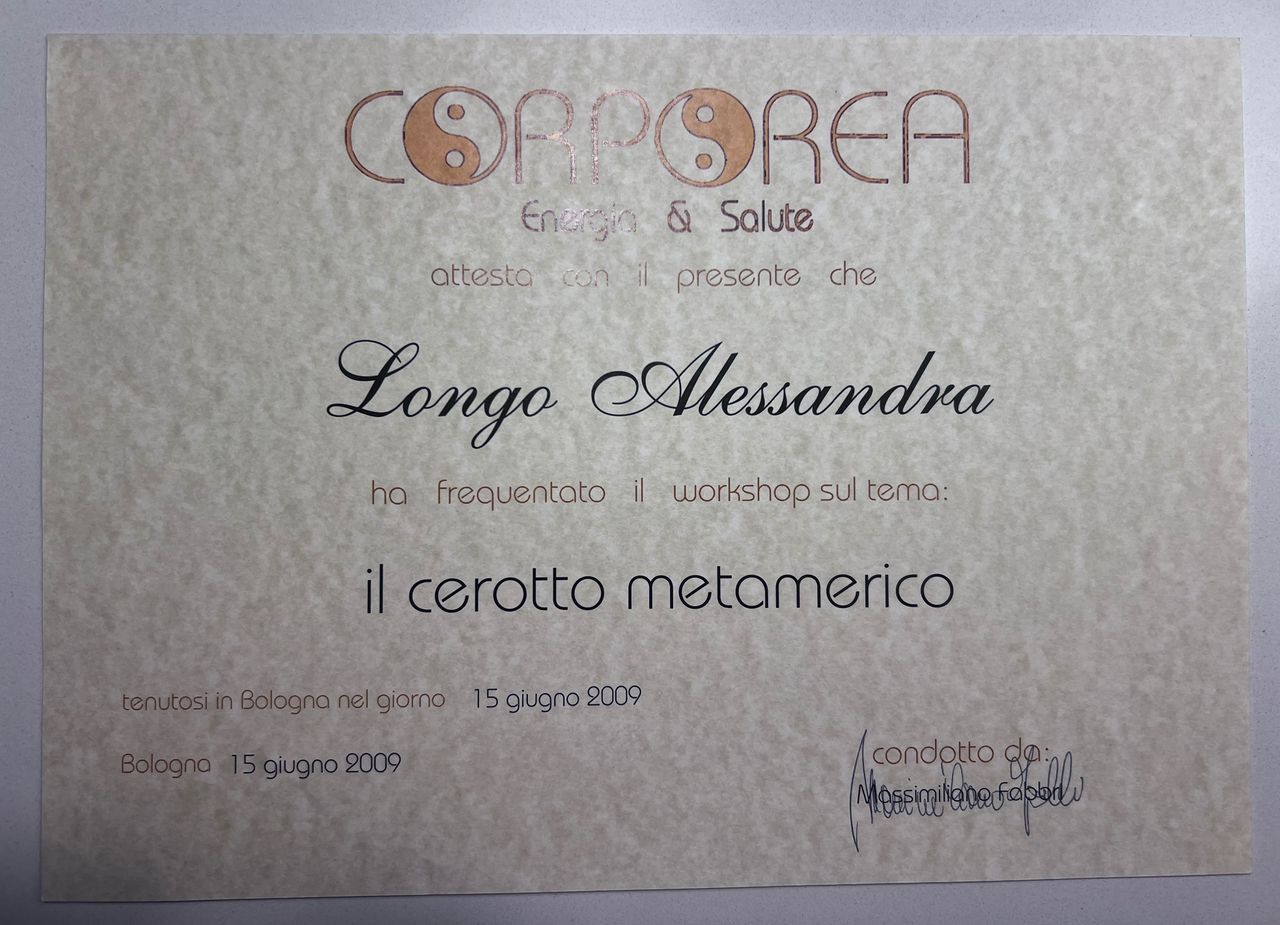 CORPOREA
Energia & Salute
attesta con il presente che
Longo Alessandra
ha frequentato il workshop sul tema:
il cerotto metamerico
tenutosi in Bologna nel giorno 15 giugno 2009
Bologna 15 giugno 2009
condotto da:
Massimiliano Fabbri